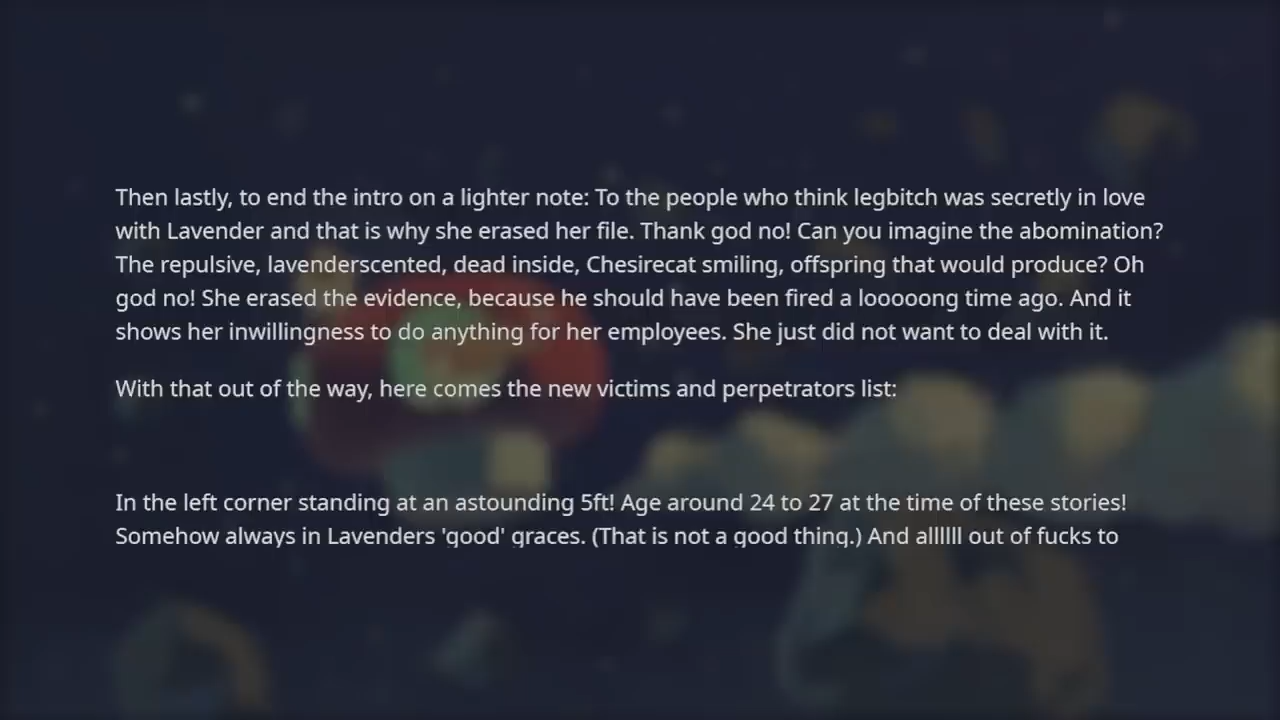 Then lastly, to end the intro on a lighter note: To the people who think legbitch was secretly in love
with Lavender and that is why she erased her file. Thank god no! Can you imagine the abomination?
The repulsive, lavenderscented, dead inside, Chesirecat smiling, offspring that would produce? Oh
god no! She erased the evidence, because he should have been fired a looooong time ago. And it
shows her inwillingness to do anything for her employees. She just did not want to deal with it.
With that out of the way, here comes the new victims and perpetrators list:
In the left corner standing at an astounding 5ft! Age around 24 to 27 at the time of these stories!
Somehow always in Lavenders 'good' graces. (That is not a good thing.) And allllll out of fucks to